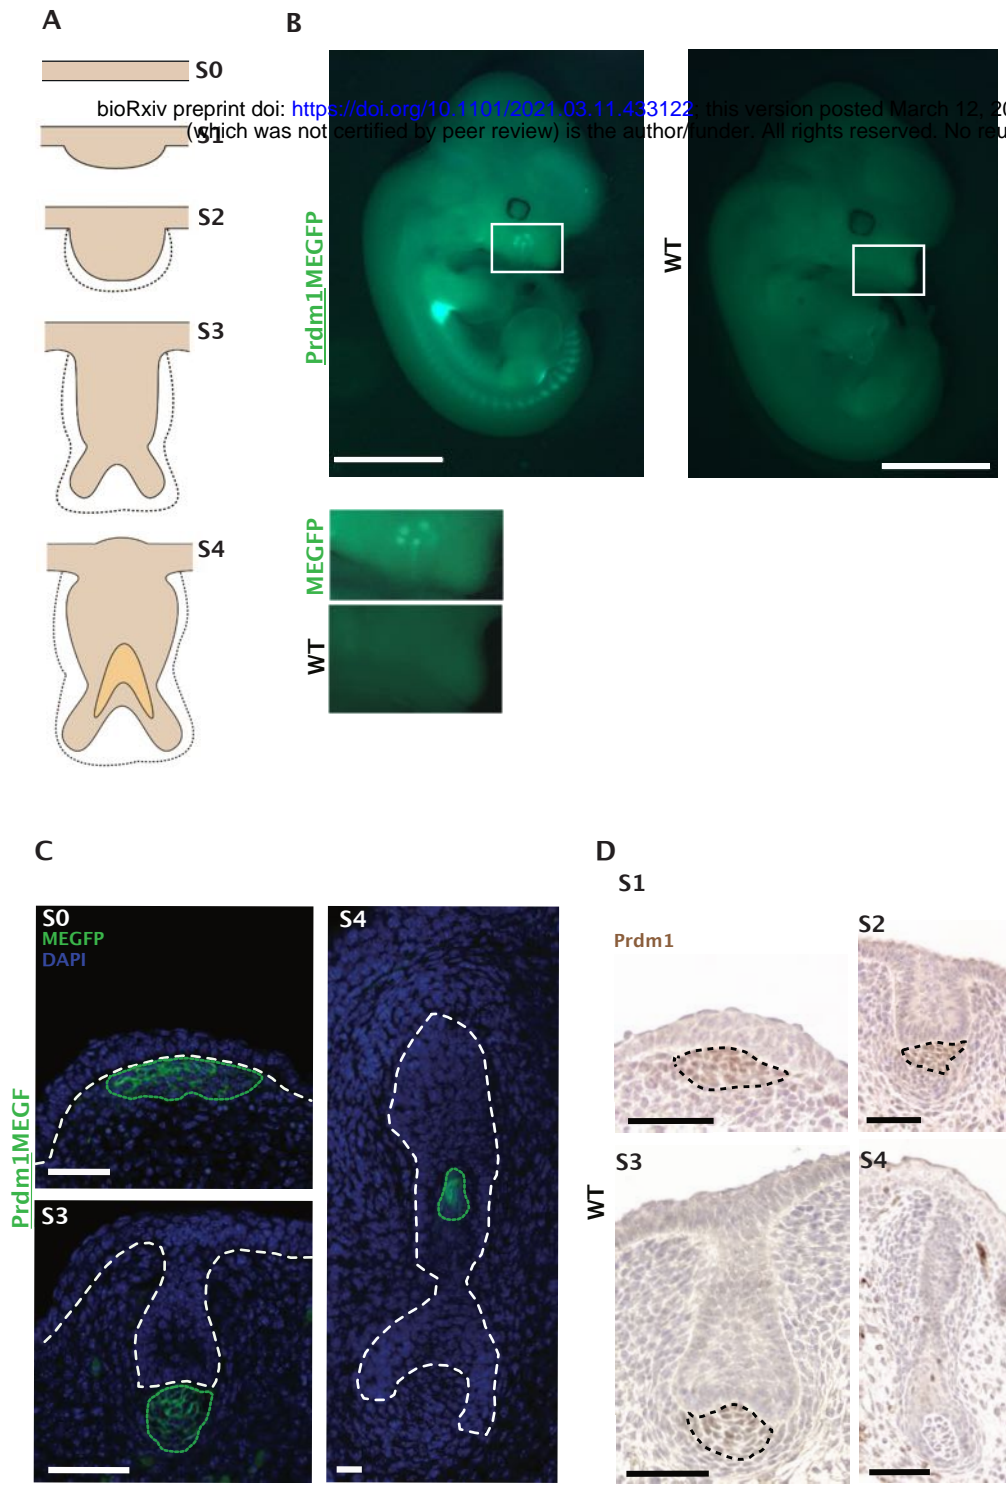 A
B
S0
bioRxiv preprint doi: https://doi.org/10.1101/2021.03.11.433122; this version posted March 12, 20
(which was not certified by peer review) is the author/funder. All rights reserved. No reu
S1
S2
S3
S4
Prdm1MEGFP
WT
MEGFP
WT
C
D
S0
MEGFP
DAPI
S4
S3
Prdm1MEGF
S1
Prdm1
S2
S3
S4
WT